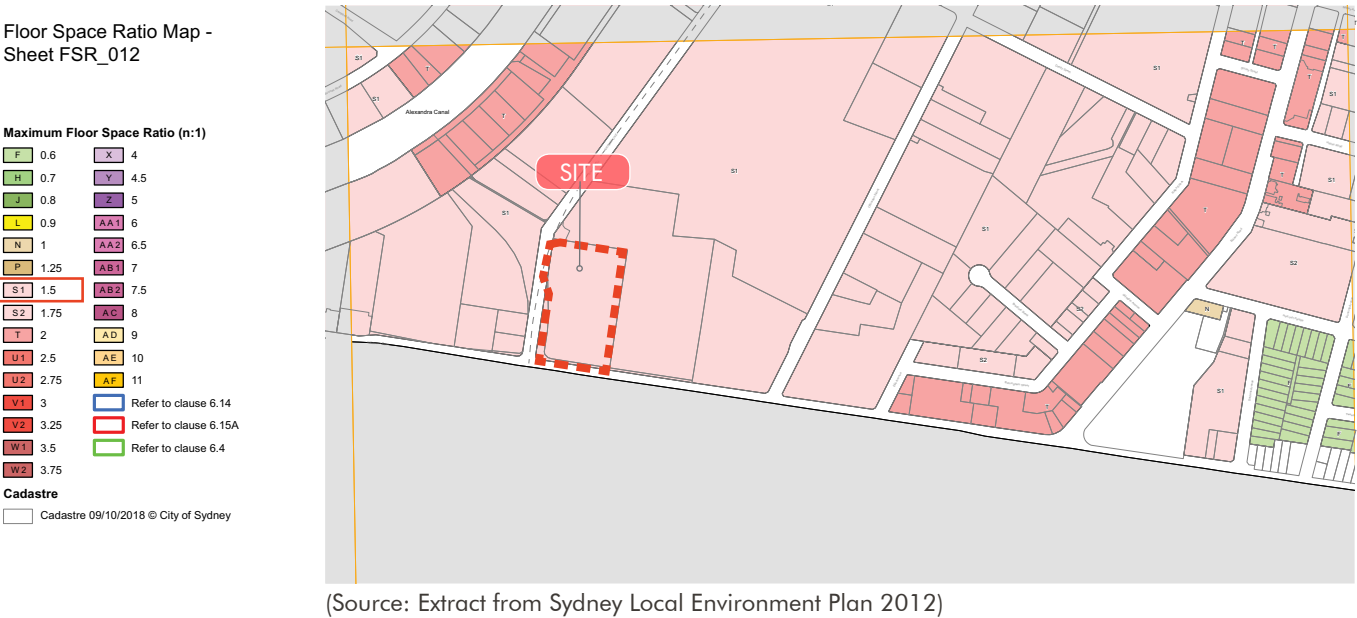 Floor Space Ratio Map -
Sheet FSR_012
Maximum Floor Space Ratio (n:1)
F 0.6
H 0.7
J 0.8
L 0.9
N 1
P 1.25
S1 1.5
S2 1.75
T 2
U1 2.5
U2 2.75
V1 3
V2 3.25
W1 3.5
W2 3.75
X 4
Y 4.5
Z 5
AA1 6
AA2 6.5
AB1 7
AB2 7.5
AC 8
AD 9
AE 10
AF 11
Refer to clause 6.14
Refer to clause 6.15A
Refer to clause 6.4
Cadastre
Cadastre 09/10/2018 © City of Sydney
S1
T
S1
Alexandra Canal
T
SITE
S1
S1
S1
S1
T
T
T
S1
T
S1
T
S2
S1
S2
S2
N
T
S1
F
F
(Source: Extract from Sydney Local Environment Plan 2012)